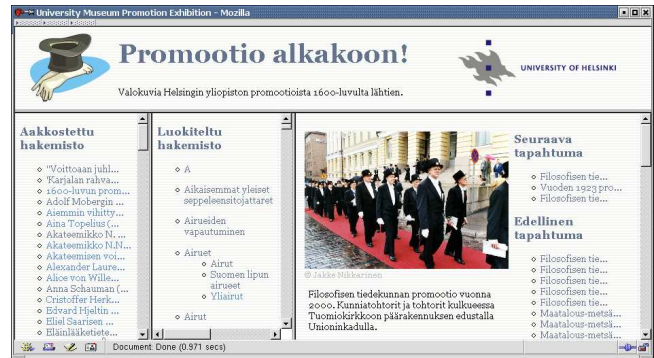 University Museum Promotion Exhibition - Mozilla
Promootio alkakoon!
Valokuvia Helsingin yliopiston promootioista 1600-luvulta lähtien.
UNIVERSITY OF HELSINKI
Aakkostettu
hakemisto
"Voittoaan juhl...
'Karjalan rahva...
1600-luvun prom...
Adolf Mobergin ...
Aiemmin vihitty...
Aina Topelius (...
Akateemikko N. ...
Akateemikko N.N...
Akateemisen voi...
Alexander Laure...
Alice von Wille...
Anna Schauman (...
Cristoffer Herk...
Edvard Hjeltin ...
Eliel Saarisen ...
Eläinlääketiete...
Luokiteltu
hakemisto
A
Aikaisemmat yleiset
seppeleensitojattaret
Airueiden
vapautuminen
Airuet
Airut
Suomen lipun
airueet
Yliairut
Airut
© Jakke Nikkarinen
Filosofisen tiedekunnan promootio vuonna
2000. Kunniatohtorit ja tohtorit kulkueessa
Tuomiokirkkoon päärakennuksen edustalla
Unioninkadulla.
Seuraava
tapahtuma
Filosofisen tie...
Vuoden 1923 pro...
Filosofisen tie...
Edellinen
tapahtuma
Filosofisen tie...
Filosofisen tie...
Filosofisen tie...
Filosofisen tie...
Maatalous-metsä...
Maatalous-metsä...
Document: Done (0.971 secs)